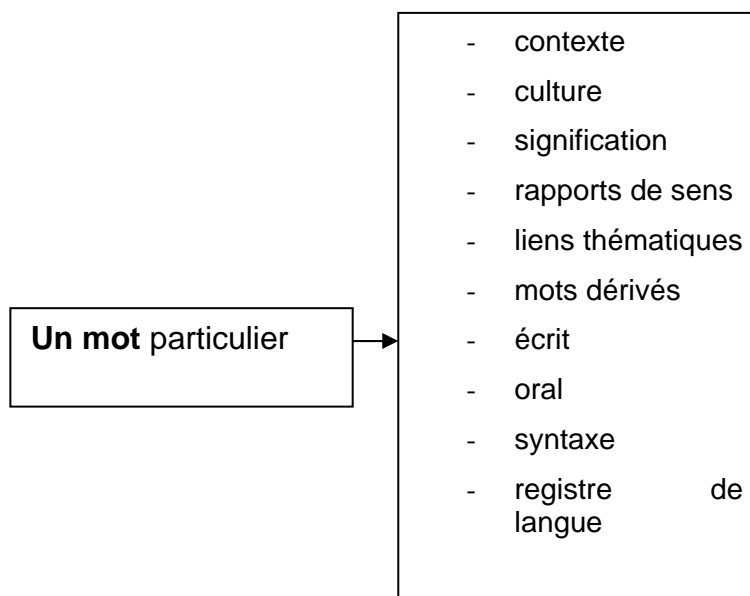 - contexte
- culture
- signification
- rapports de sens
- liens thématiques
- mots dérivés
- écrit
- oral
- syntaxe
- registre de
langue
Un mot particulier